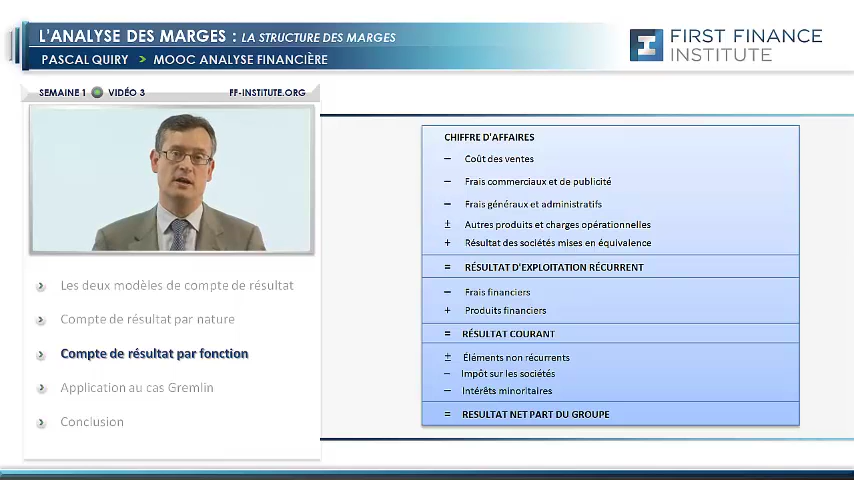 L'ANALYSE DES MARGES : LA STRUCTURE DES MARGES
PASCAL QUIRY > MOOC ANALYSE FINANCIÈRE
FIRST FINANCE
INSTITUTE
SEMAINE 1 VIDÉO 3 FF-INSTITUTE.ORG
Les deux modèles de compte de résultat
Compte de résultat par nature
Compte de résultat par fonction
Application au cas Gremlin
Conclusion
CHIFFRE D'AFFAIRES
– Coût des ventes
– Frais commerciaux et de publicité
– Frais généraux et administratifs
± Autres produits et charges opérationnelles
+ Résultat des sociétés mises en équivalence
= RÉSULTAT D'EXPLOITATION RÉCURRENT
– Frais financiers
+ Produits financiers
= RÉSULTAT COURANT
± Éléments non récurrents
– Impôt sur les sociétés
– Intérêts minoritaires
= RESULTAT NET PART DU GROUPE